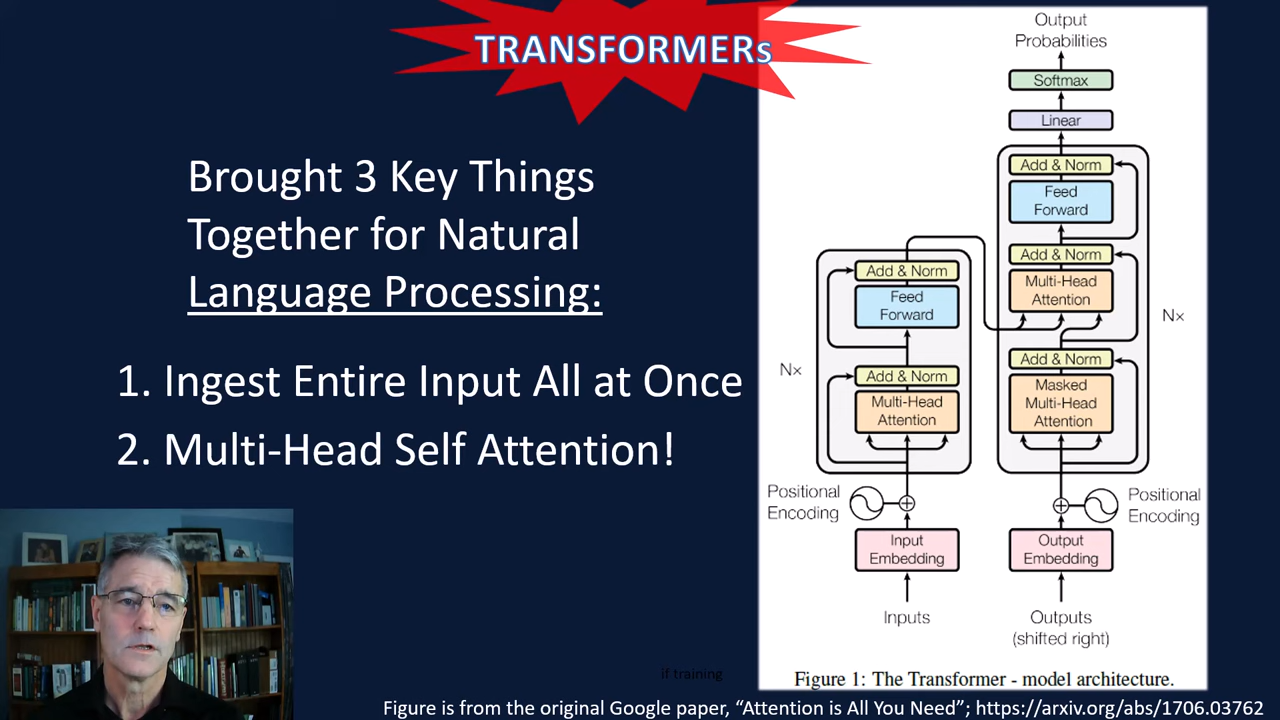 TRANSFORMERs
Brought 3 Key Things
Together for Natural
Language Processing:
1. Ingest Entire Input All at Once
2. Multi-Head Self Attention!
Output
Probabilities
Softmax
Linear
Add & Norm
Feed
Forward
Add & Norm
Multi-Head
Attention
Nx
Add & Norm
Masked
Multi-Head
Attention
Add & Norm
Feed
Forward
Nx
Add & Norm
Multi-Head
Attention
Positional
Encoding
Positional
Encoding
Input
Embedding
Output
Embedding
Inputs
Outputs
(shifted right)
if training
Figure 1: The Transformer - model architecture.
Figure is from the original Google paper, “Attention is All You Need”; https://arxiv.org/abs/1706.03762